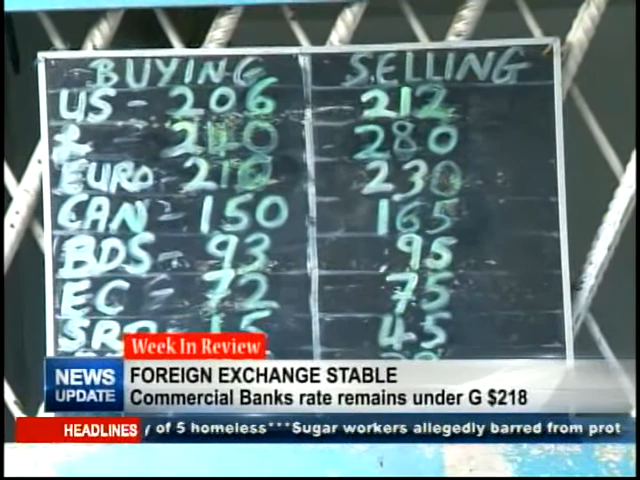 BUYING SELLING
US - 206 212
£ - 240 280
EURO - 210 230
CAN = 150 165
BDS - 93 95
EC = 72 75
45
Week In Review
NEWS UPDATE
FOREIGN EXCHANGE STABLE
Commercial Banks rate remains under G $218
HEADLINES y of 5 homeless***Sugar workers allegedly barred from prot